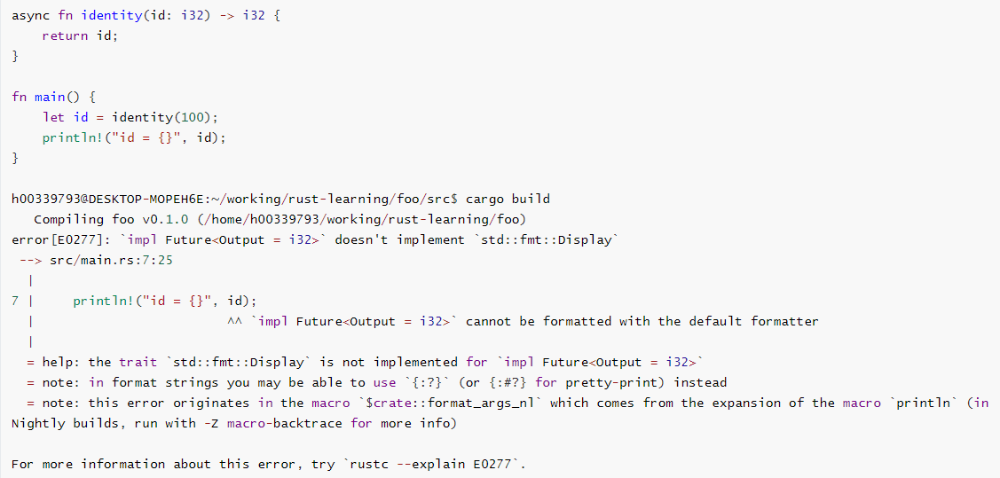 async fn identity(id: i32) -> i32 {
    return id;
}

fn main() {
    let id = identity(100);
    println!("id = {}", id);
}

h00339793@DESKTOP-MOPEH6E:~/working/rust-learning/foo/src$ cargo build
   Compiling foo v0.1.0 (/home/h00339793/working/rust-learning/foo)
error[E0277]: `impl Future<Output = i32>` doesn't implement `std::fmt::Display`
 --> src/main.rs:7:25
  |
7 |     println!("id = {}", id);
  |                         ^^ `impl Future<Output = i32>` cannot be formatted with the default formatter
  |
  = help: the trait `std::fmt::Display` is not implemented for `impl Future<Output = i32>`
  = note: in format strings you may be able to use `{:?}` (or {:#?} for pretty-print) instead
  = note: this error originates in the macro `$crate::format_args_nl` which comes from the expansion of the macro `println` (in
Nightly builds, run with -Z macro-backtrace for more info)

For more information about this error, try `rustc --explain E0277`.